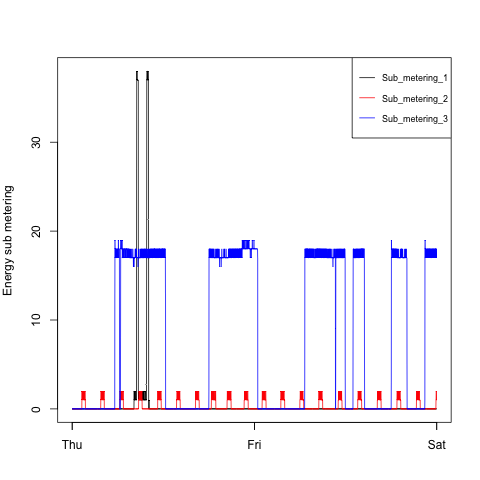 Sub_metering_1
Sub_metering_2
Sub_metering_3
Energy sub metering
30
20
10
0
Thu Fri Sat